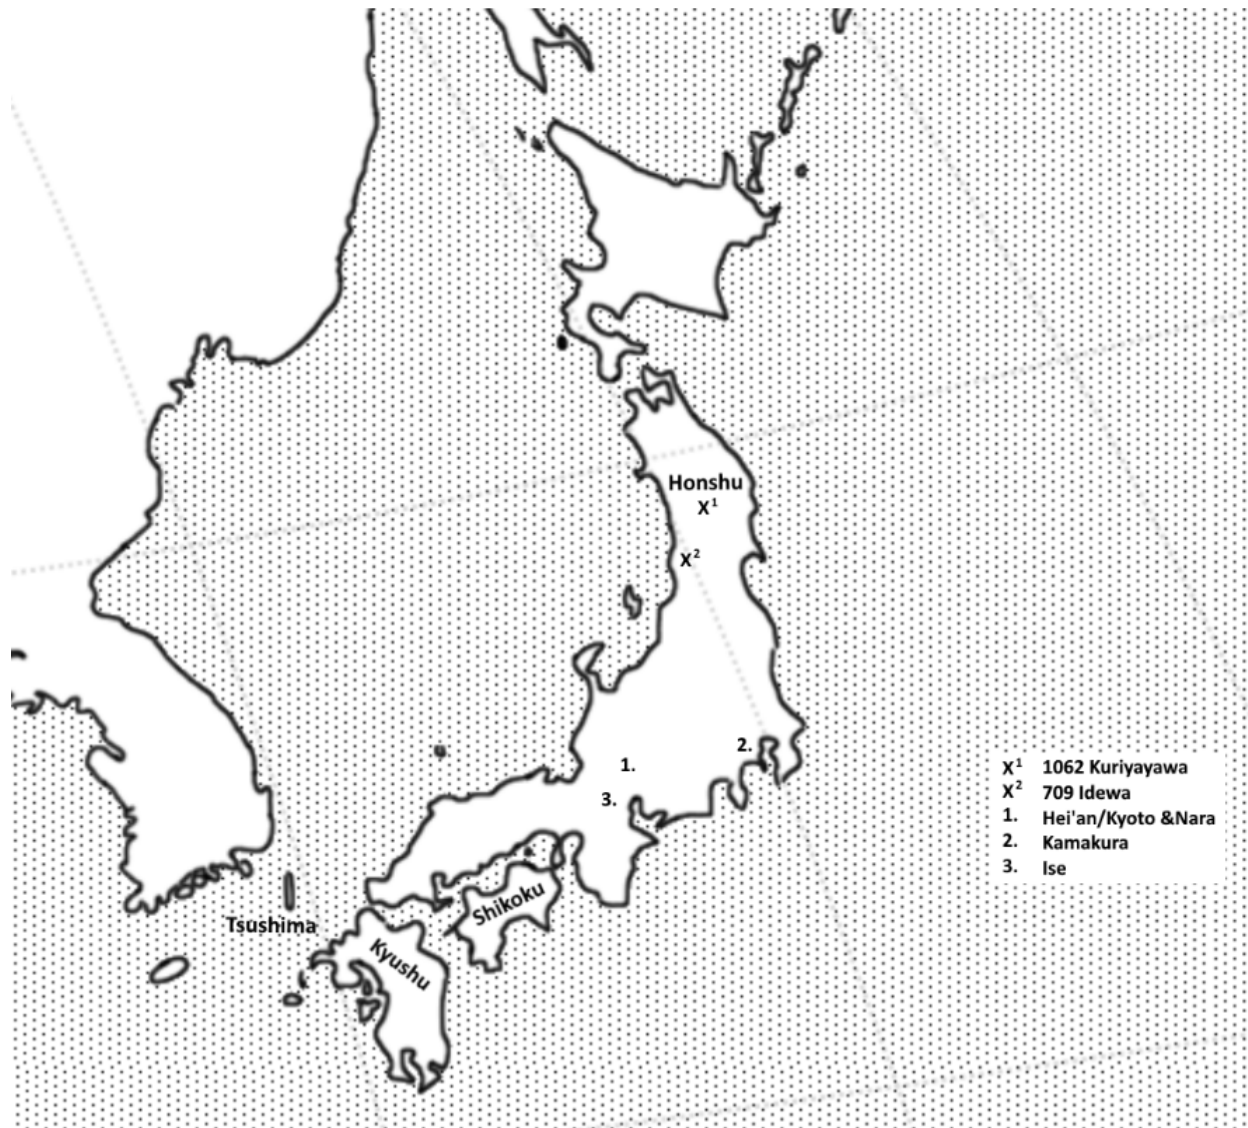 Honshu
X¹
X²
2.
1.
3.
X¹ 1062 Kuriyayawa
X² 709 Idewa
1. Hei'an/Kyoto &Nara
2. Kamakura
3. Ise
Shikoku
Tsushima
Kyushu